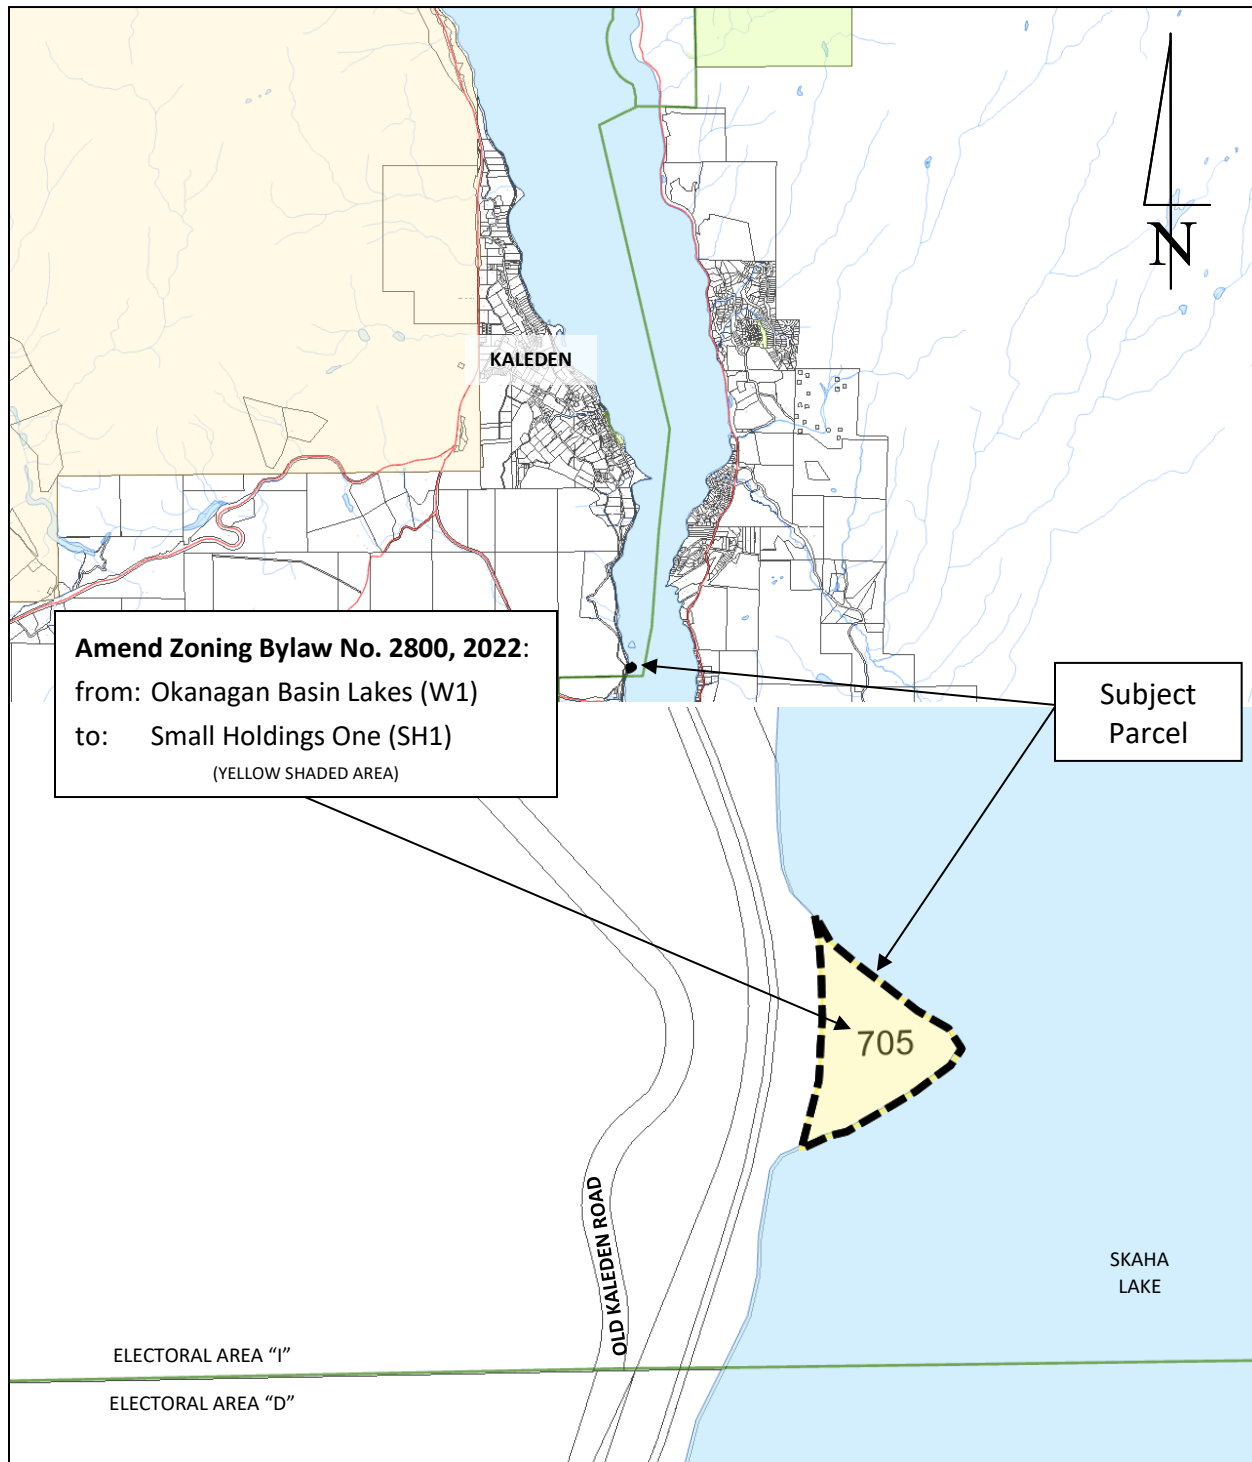 N
KALEDEN
Amend Zoning Bylaw No. 2800, 2022:
from: Okanagan Basin Lakes (W1)
to: Small Holdings One (SH1)
(YELLOW SHADED AREA)
Subject
Parcel
705
OLD KALEDEN ROAD
SKAHA
LAKE
ELECTORAL AREA “I”
ELECTORAL AREA “D”